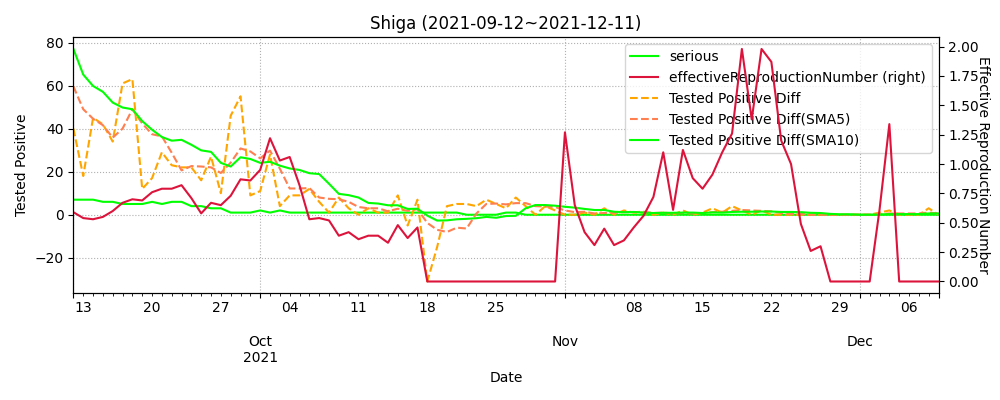 Shiga (2021-09-12~2021-12-11)
80
60
40
20
0
−20
Tested Positive
serious
effectiveReproductionNumber (right)
Tested Positive Diff
Tested Positive Diff(SMA5)
Tested Positive Diff(SMA10)
2.00
1.75
1.50
1.25
1.00
0.75
0.50
0.25
0.00
Effective Reproduction Number
13 20 27 04 11 18 25 08 15 22 29 06
Oct Nov Dec
2021
Date